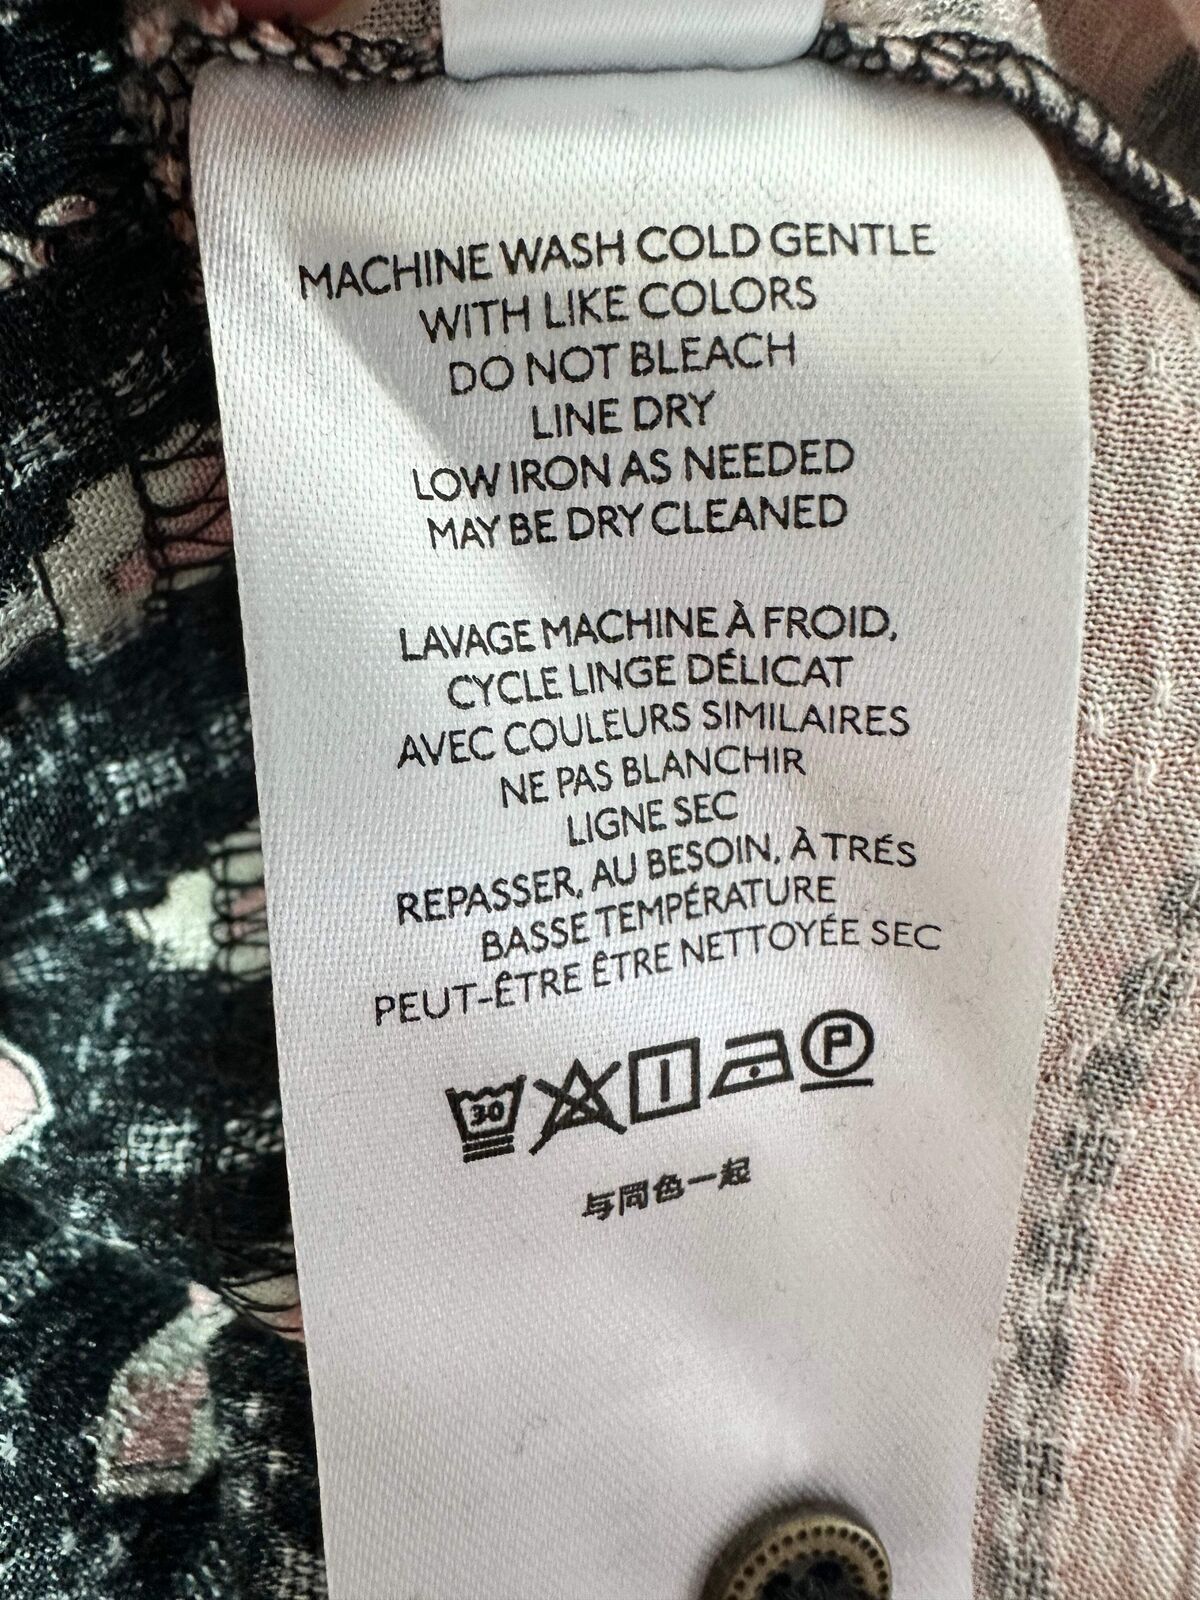 MACHINE WASH COLD GENTLE
WITH LIKE COLORS
DO NOT BLEACH
LINE DRY
LOW IRON AS NEEDED
MAY BE DRY CLEANED
LAVAGE MACHINE À FROID,
CYCLE LINGE DÉLICAT
AVEC COULEURS SIMILAIRES
NE PAS BLANCHIR
LIGNE SEC
REPASSER, AU BESOIN, À TRÉS
BASSE TEMPÉRATURE
PEUT-ÊTRE ÊTRE NETTOYÉE SEC
30 P
与同色一起